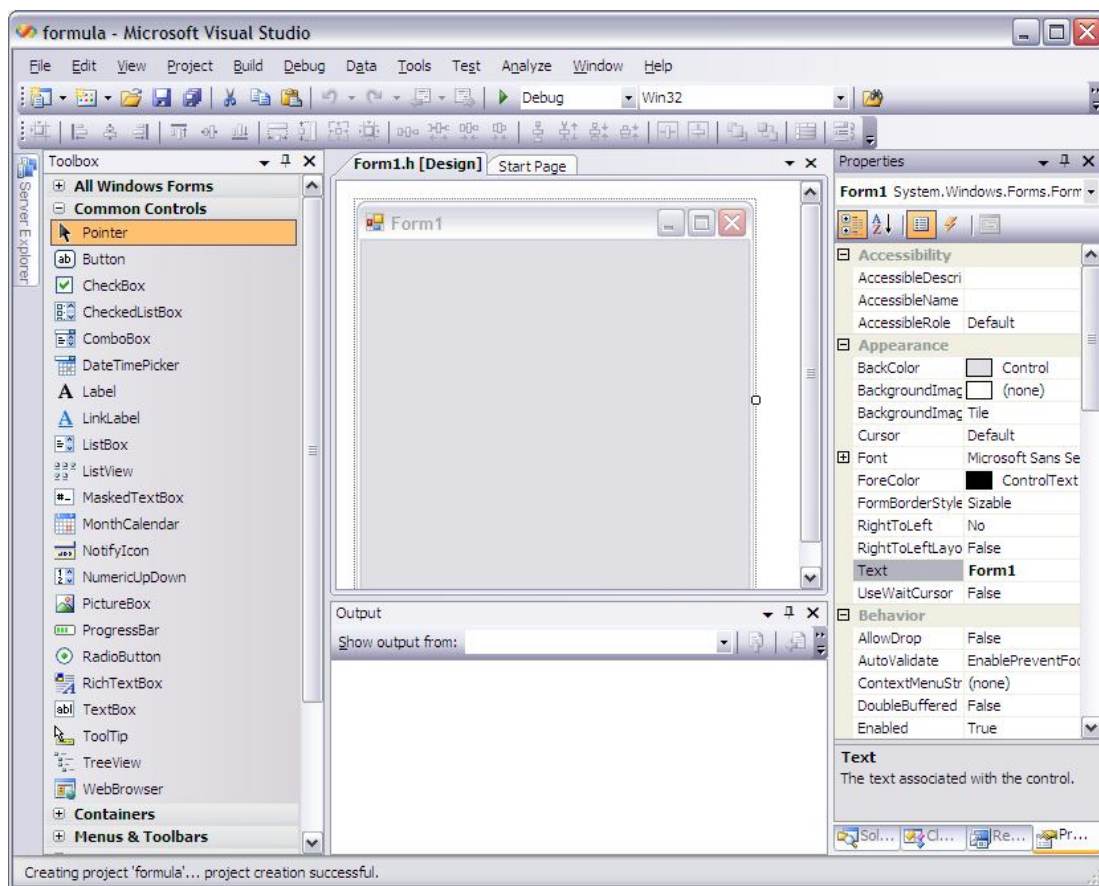 formula - Microsoft Visual Studio
File Edit View Project Build Debug Data Tools Test Analyze Window Help
Debug Win32
Server Explorer
Toolbox
All Windows Forms
Common Controls
Pointer
Button
CheckBox
CheckedListBox
ComboBox
DateTimePicker
A Label
A LinkLabel
ListBox
ListView
MaskedTextBox
MonthCalendar
NotifyIcon
NumericUpDown
PictureBox
ProgressBar
RadioButton
RichTextBox
abl TextBox
ToolTip
TreeView
WebBrowser
Containers
Menus & Toolbars
Form1.h [Design] Start Page
Form1
Output
Show output from:
Properties
Form1 System.Windows.Forms.Form
Accessibility
AccessibleDescri
AccessibleName
AccessibleRole Default
Appearance
BackColor Control
BackgroundImag (none)
BackgroundImag Tile
Cursor Default
Font Microsoft Sans Se
ForeColor ControlText
FormBorderStyle Sizable
RightToLeft No
RightToLeftLayo False
Text Form1
UseWaitCursor False
Behavior
AllowDrop False
AutoValidate EnablePreventFoc
ContextMenuStr (none)
DoubleBuffered False
Enabled True
Text
The text associated with the control.
Sol... Cl... Re... Pr...
Creating project 'formula'... project creation successful.